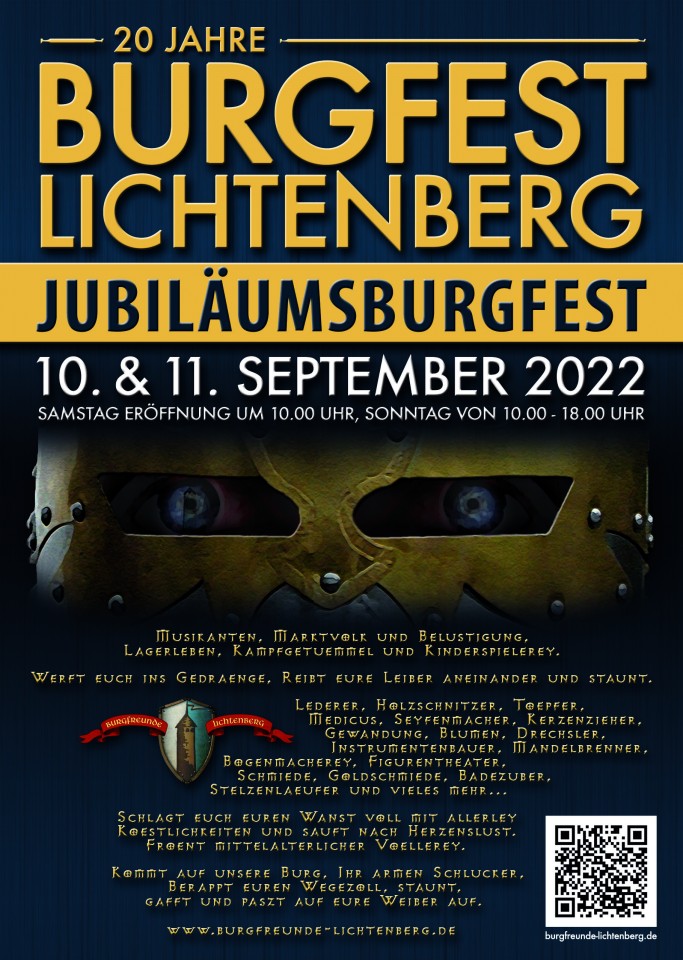 20 JAHRE
BURGFEST
LICHTENBERG
JUBILÄUMSBURGFEST
10. & 11. SEPTEMBER 2022
SAMSTAG ERÖFFNUNG UM 10.00 UHR, SONNTAG VON 10.00 - 18.00 UHR
MUSIKANTEN, MARKTVOLK UND BELUSTIGUNG,
LAGERLEBEN, KAMPFGETUEMMEL UND KINDERSPIELEREY.
WERFT EUCH INS GEDRAENGE, REIBT EURE LEIBER ANEINANDER UND STAUNT.
BURGFREUNDE LICHTENBERG
LEDERER, HOLZSCHNITZER, TOEPFER,
MEDICUS, SEYFENMACHER, KERZENZIEHER,
GEWANDUNG, BLUMEN, DRECHSLER,
INSTRUMENTENBAUER, MANDELBRENNER,
BOGENMACHEREY, FIGURENTHEATER,
SCHMIEDE, GOLDSCHMIEDE, BADEZUBER,
STELZENLAEUFER UND VIELES MEHR...
SCHLAGT EUCH EUREN WANST VOLL MIT ALLERLEY
KOESTLICHKEITEN UND SAUFT NACH HERZENSLUST.
FROENT MITTELALTERLICHER VOELLEREY.
KOMMT AUF UNSERE BURG, IHR ARMEN SCHLUCKER,
BERAPPT EUREN WEGEZOLL, STAUNT,
GAFFT UND PASZT AUF EURE WEIBER AUF.
WWW.BURGFREUNDE-LICHTENBERG.DE
burgfreunde-lichtenberg.de